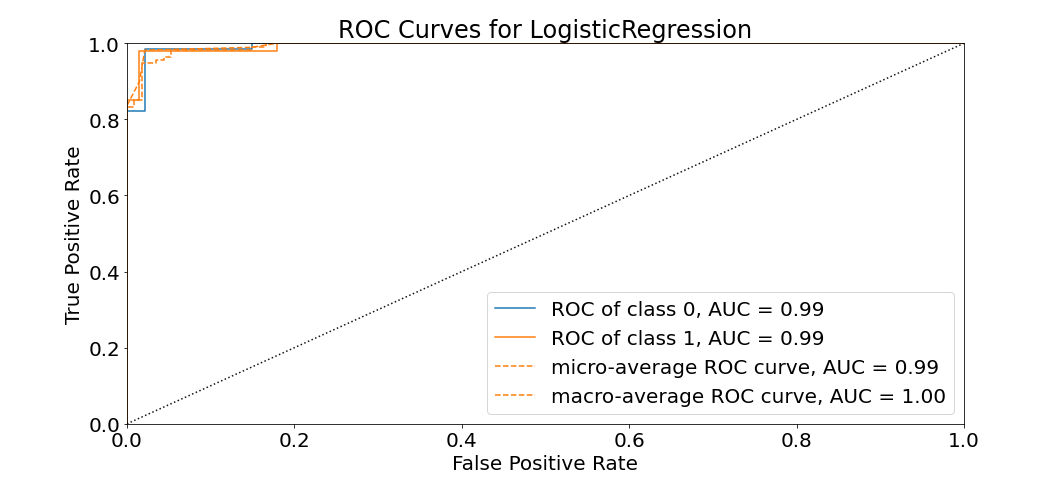 ROC Curves for LogisticRegression
True Positive Rate
1.0
0.8
0.6
0.4
0.2
0.0
ROC of class 0, AUC = 0.99
ROC of class 1, AUC = 0.99
micro-average ROC curve, AUC = 0.99
macro-average ROC curve, AUC = 1.00
0.0 0.2 0.4 0.6 0.8 1.0
False Positive Rate